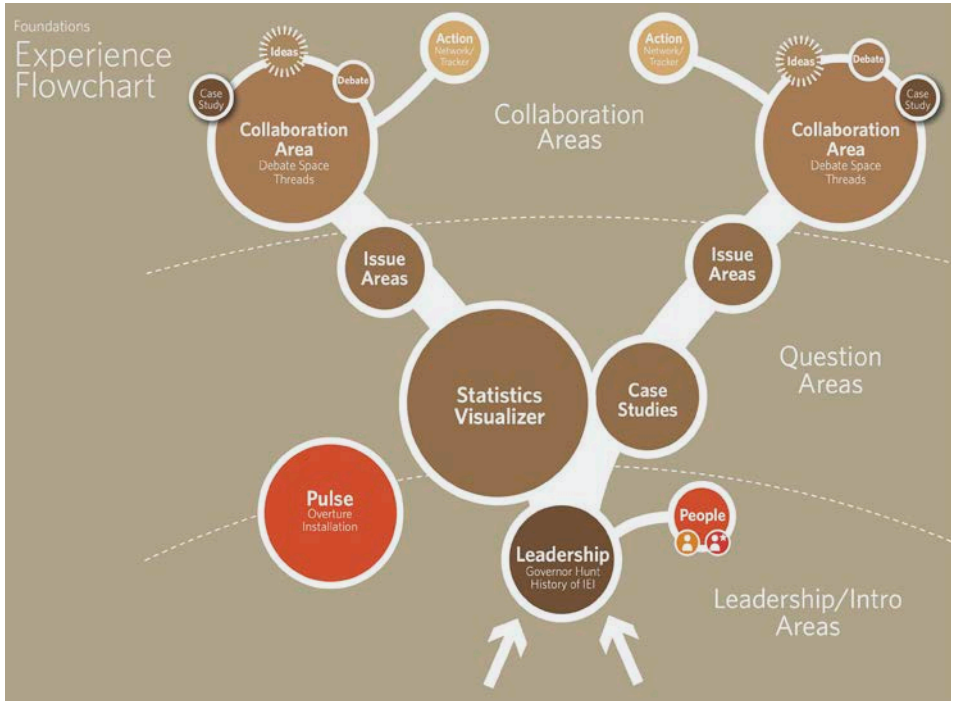 Foundations
Experience
Flowchart
Ideas
Debate
Case
Study
Collaboration
Area
Debate Space
Threads
Action
Network/
Tracker
Collaboration
Areas
Action
Network/
Tracker
Ideas
Debate
Case
Study
Collaboration
Area
Debate Space
Threads
Issue
Areas
Issue
Areas
Question
Areas
Statistics
Visualizer
Case
Studies
Pulse
Overture
Installation
Leadership
Governor Hunt
History of IEI
People
Leadership/Intro
Areas